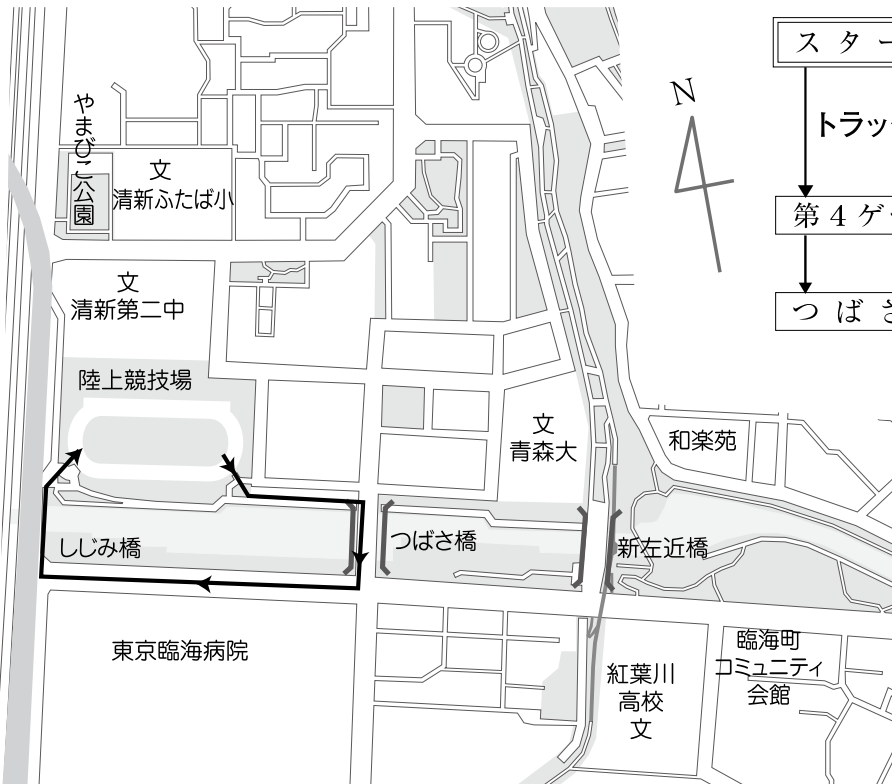 スター
トラッ
第4ゲ
つばさ
N
やまびこ公園
文
清新ふたば小
文
清新第二中
陸上競技場
文
青森大
和楽苑
しじみ橋
つばさ橋
新左近橋
東京臨海病院
紅葉川
高校
文
臨海町
コミュニティ
会館